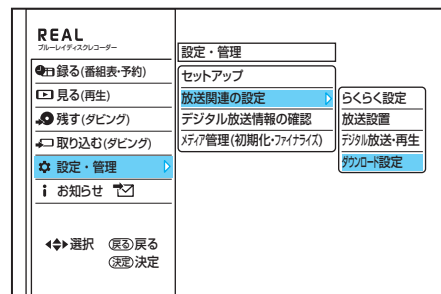 REAL
ブルーレイディスクレコーダー
録る(番組表・予約)
見る(再生)
残す(ダビング)
取り込む(ダビング)
設定・管理
お知らせ
選択 戻る 戻る
決定 決定
設定・管理
セットアップ
放送関連の設定
デジタル放送情報の確認
メディア管理(初期化・ファイナライズ)
らくらく設定
放送設置
デジタル放送・再生
ダウンロード設定